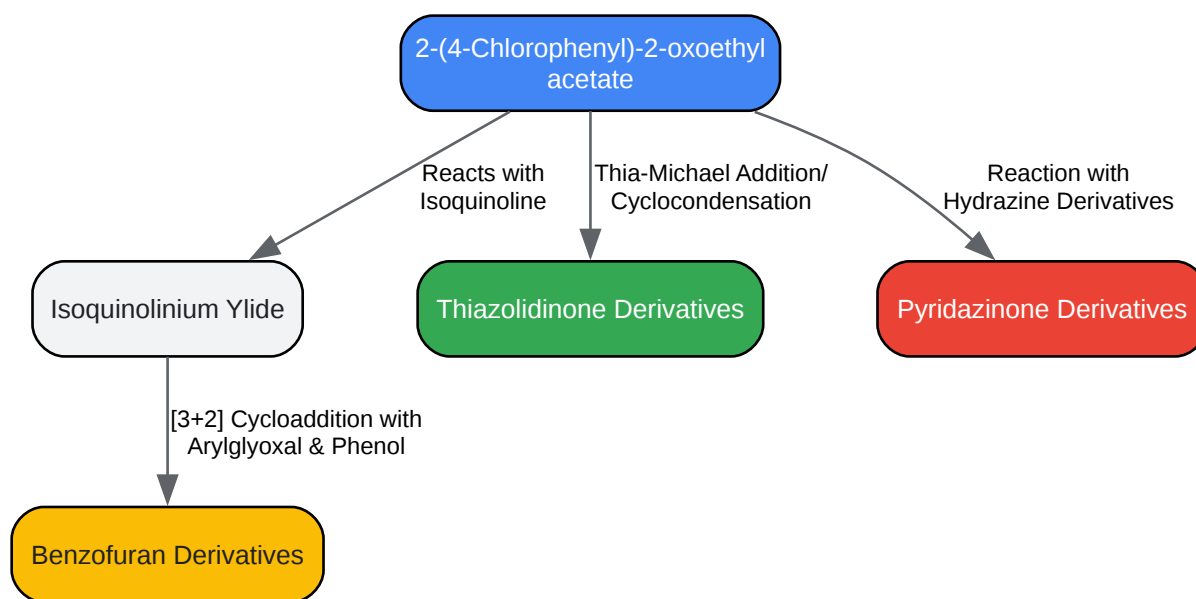 2-(4-Chlorophenyl)-2-oxoethyl
acetate
Reacts with
Isoquinoline
Thia-Michael Addition/
Cyclocondensation
Reaction with
Hydrazine Derivatives
Isoquinolinium Ylide
Thiazolidinone Derivatives
Pyridazinone Derivatives
[3+2] Cycloaddition with
Arylglyoxal & Phenol
Benzofuran Derivatives